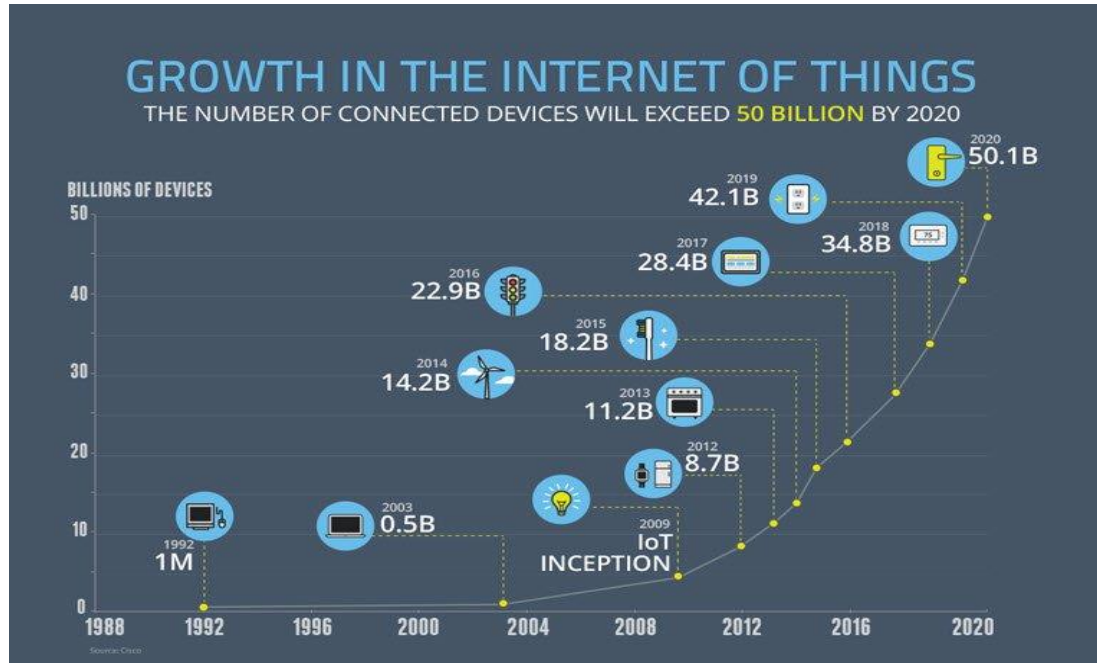 GROWTH IN THE INTERNET OF THINGS
THE NUMBER OF CONNECTED DEVICES WILL EXCEED 50 BILLION BY 2020
BILLIONS OF DEVICES
50
40
30
20
10
0
1992
1M
2003
0.5B
2009
IoT
INCEPTION
2012
8.7B
2013
11.2B
2014
14.2B
2015
18.2B
2016
22.9B
2017
28.4B
2018
34.8B
75
2019
42.1B
2020
50.1B
1988 1992 1996 2000 2004 2008 2012 2016 2020
Source: Cisco